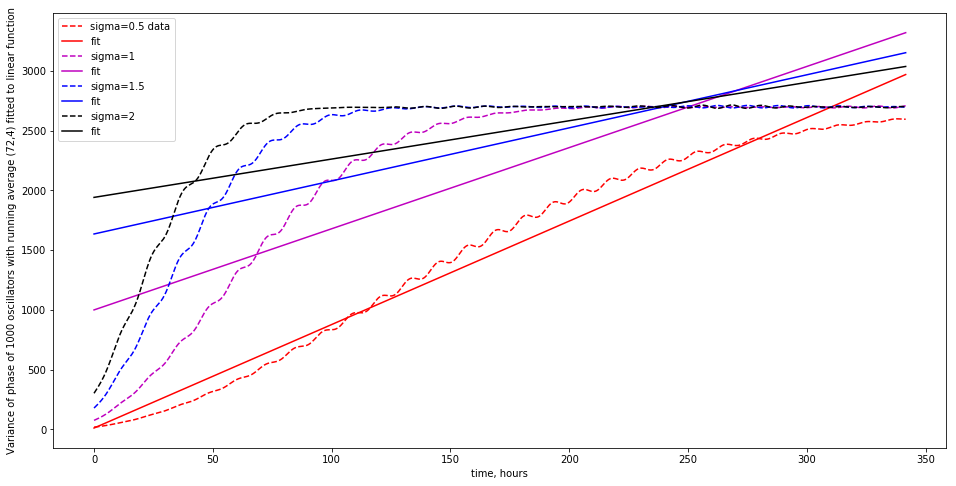 Variance of phase of 1000 oscillators with running average (72,4) fitted to linear function
sigma=0.5 data
fit
sigma=1
fit
sigma=1.5
fit
sigma=2
fit
3000
2500
2000
1500
1000
500
0
0 50 100 150 200 250 300 350
time, hours